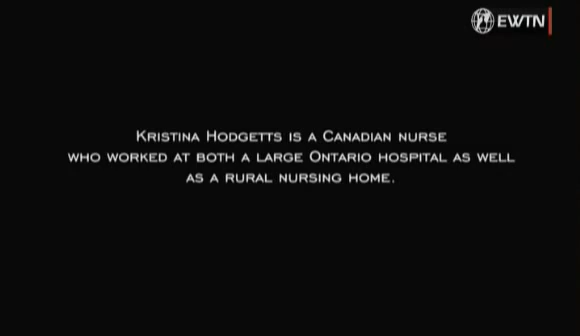 EWTN
Kristina Hodgetts is a Canadian nurse
who worked at both a large Ontario hospital as well
as a rural nursing home.